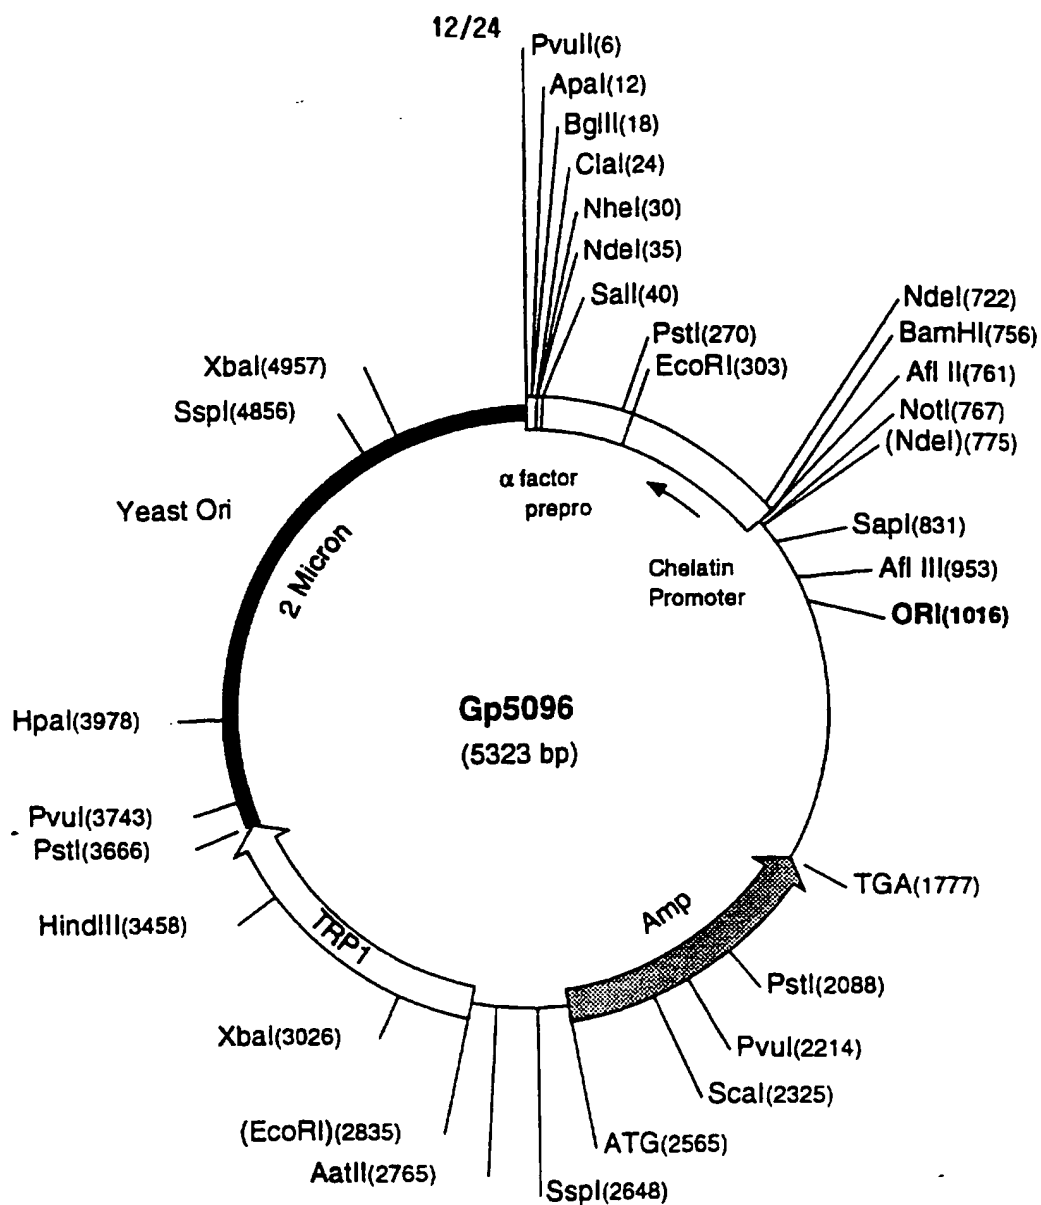 12/24
PvuII(6)
ApaI(12)
BglII(18)
ClaI(24)
NheI(30)
NdeI(35)
SalI(40)
PstI(270)
EcoRI(303)
NdeI(722)
BamHI(756)
Afl II(761)
NotI(767)
(NdeI)(775)
SapI(831)
Afl III(953)
ORI(1016)
XbaI(4957)
SspI(4856)
Yeast Ori
2 Micron
α factor
prepro
Chelatin
Promoter
Gp5096
(5323 bp)
HpaI(3978)
PvuI(3743)
PstI(3666)
HindIII(3458)
TRP1
XbaI(3026)
(EcoRI)(2835)
AatII(2765)
SspI(2648)
ATG(2565)
ScaI(2325)
PvuI(2214)
PstI(2088)
TGA(1777)
Amp